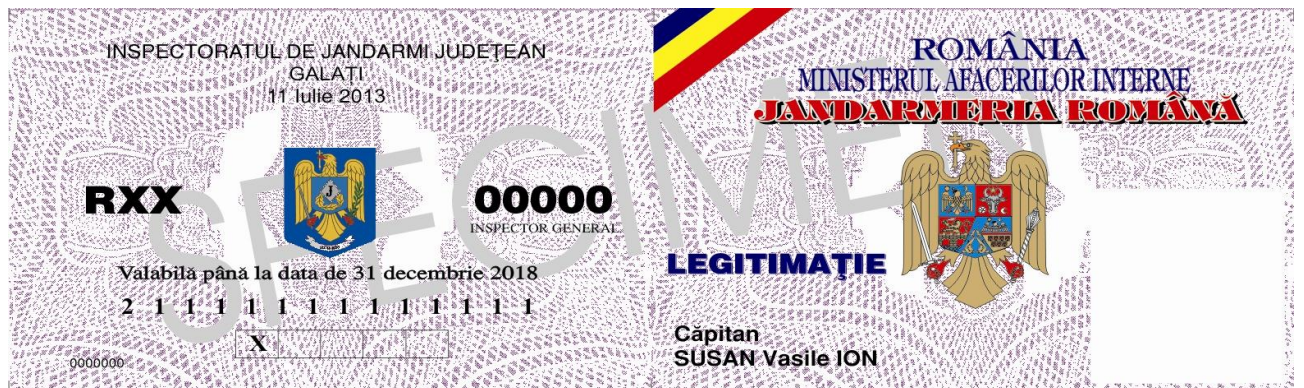 INSPECTORATUL DE JANDARMI JUDEȚEAN
GALAȚI
11 Iulie 2013
RXX
J
00000
INSPECTOR GENERAL
Valabilă până la data de 31 decembrie 2018
2 1 1 1 1 1 1 1 1 1 1 1 1 1
X
0000000
SPECIMEN
ROMÂNIA
MINISTERUL AFACERILOR INTERNE
JANDARMERIA ROMÂNĂ
LEGITIMAŢIE
Căpitan
SUSAN Vasile ION